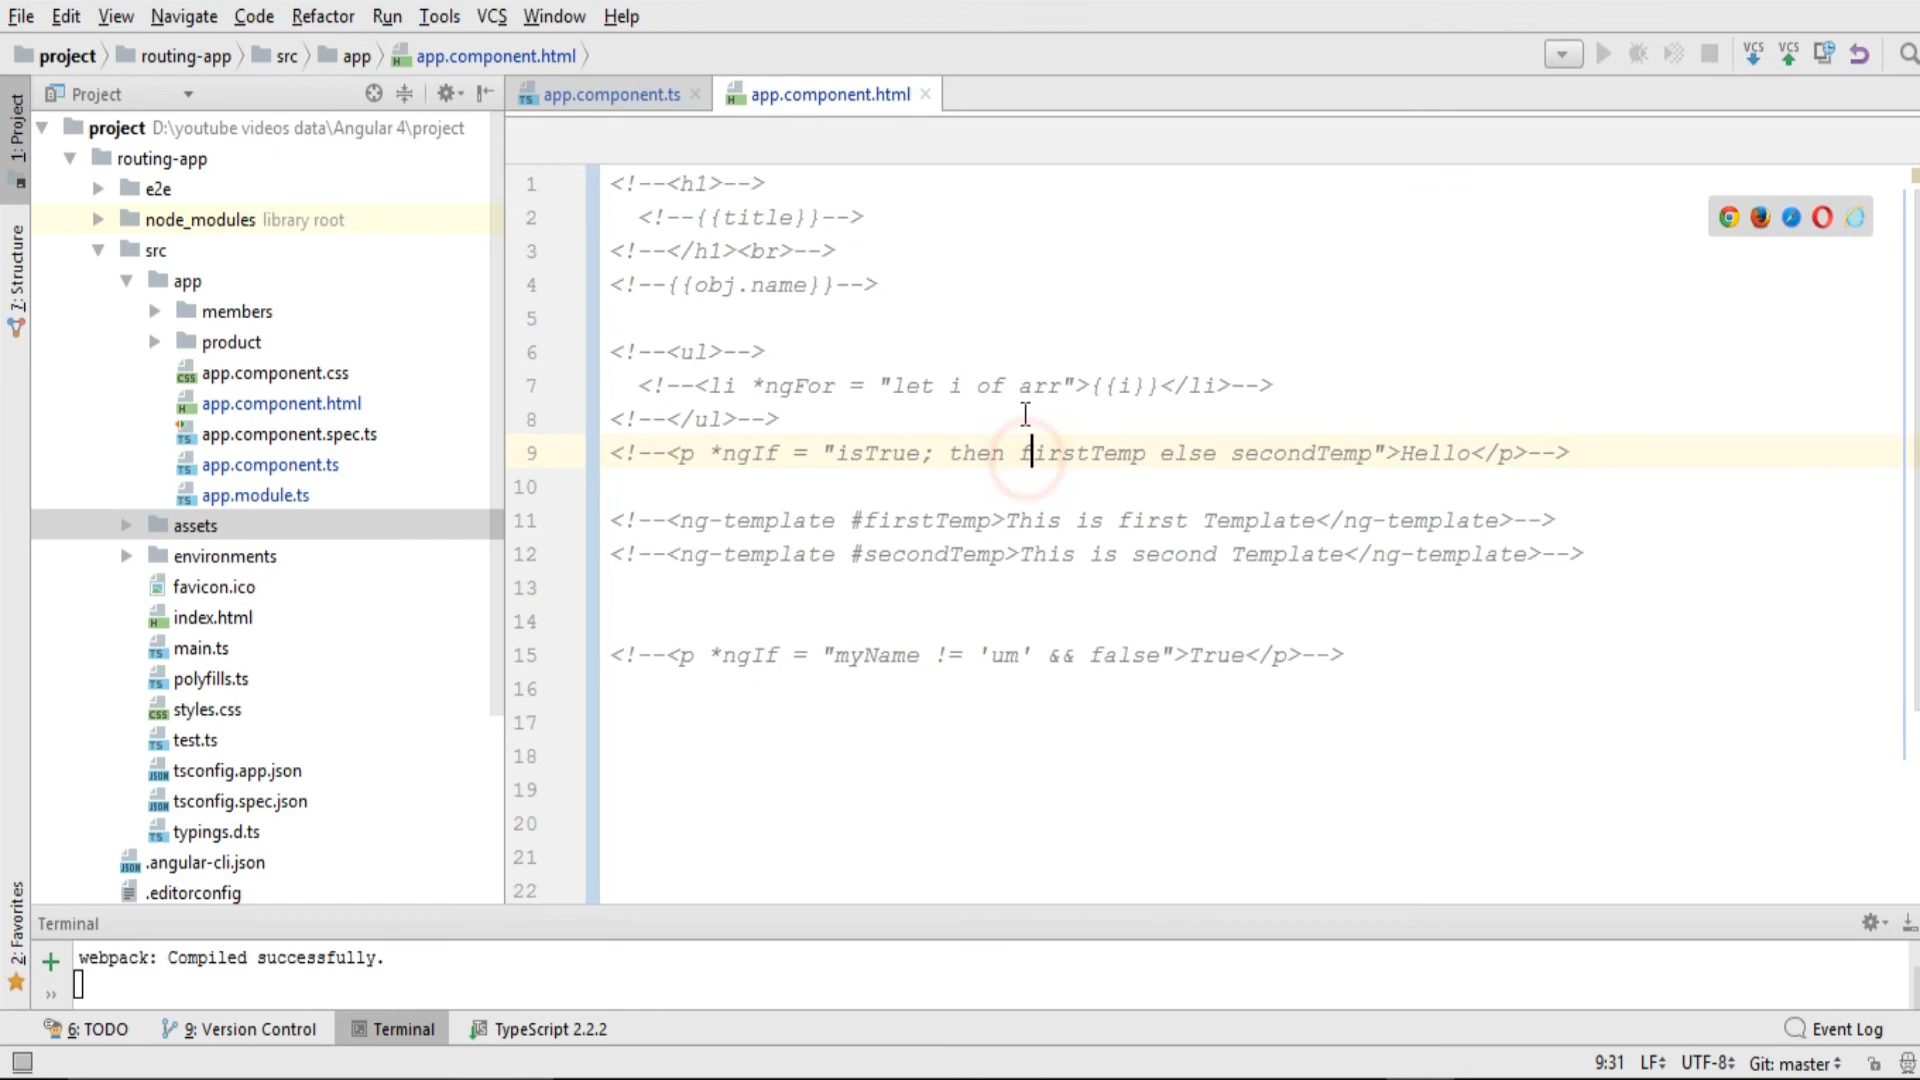 File Edit View Navigate Code Refactor Run Tools VCS Window Help
project routing-app src app app.component.html
VCS VCS
Project
app.component.ts
app.component.html
1: Project
7: Structure
2: Favorites
project D:\youtube videos data\Angular 4\project
routing-app
e2e
node_modules library root
src
app
members
product
app.component.css
app.component.html
app.component.spec.ts
app.component.ts
app.module.ts
assets
environments
favicon.ico
index.html
main.ts
polyfills.ts
styles.css
test.ts
tsconfig.app.json
tsconfig.spec.json
typings.d.ts
.angular-cli.json
.editorconfig
1 <!--<h1>-->
2 <!--{{title}}-->
3 <!--</h1><br>-->
4 <!--{{obj.name}}-->
5
6 <!--<ul>-->
7 <!--<li *ngFor = "let i of arr">{{i}}</li>-->
8 <!--</ul>-->
9 <!--<p *ngIf = "isTrue; then firstTemp else secondTemp">Hello</p>-->
10
11 <!--<ng-template #firstTemp>This is first Template</ng-template>-->
12 <!--<ng-template #secondTemp>This is second Template</ng-template>-->
13
14
15 <!--<p *ngIf = "myName != 'um' && false">True</p>-->
16
17
18
19
20
21
22
Terminal
webpack: Compiled successfully.
6: TODO 9: Version Control Terminal TypeScript 2.2.2 Event Log
9:31 LF UTF-8 Git: master